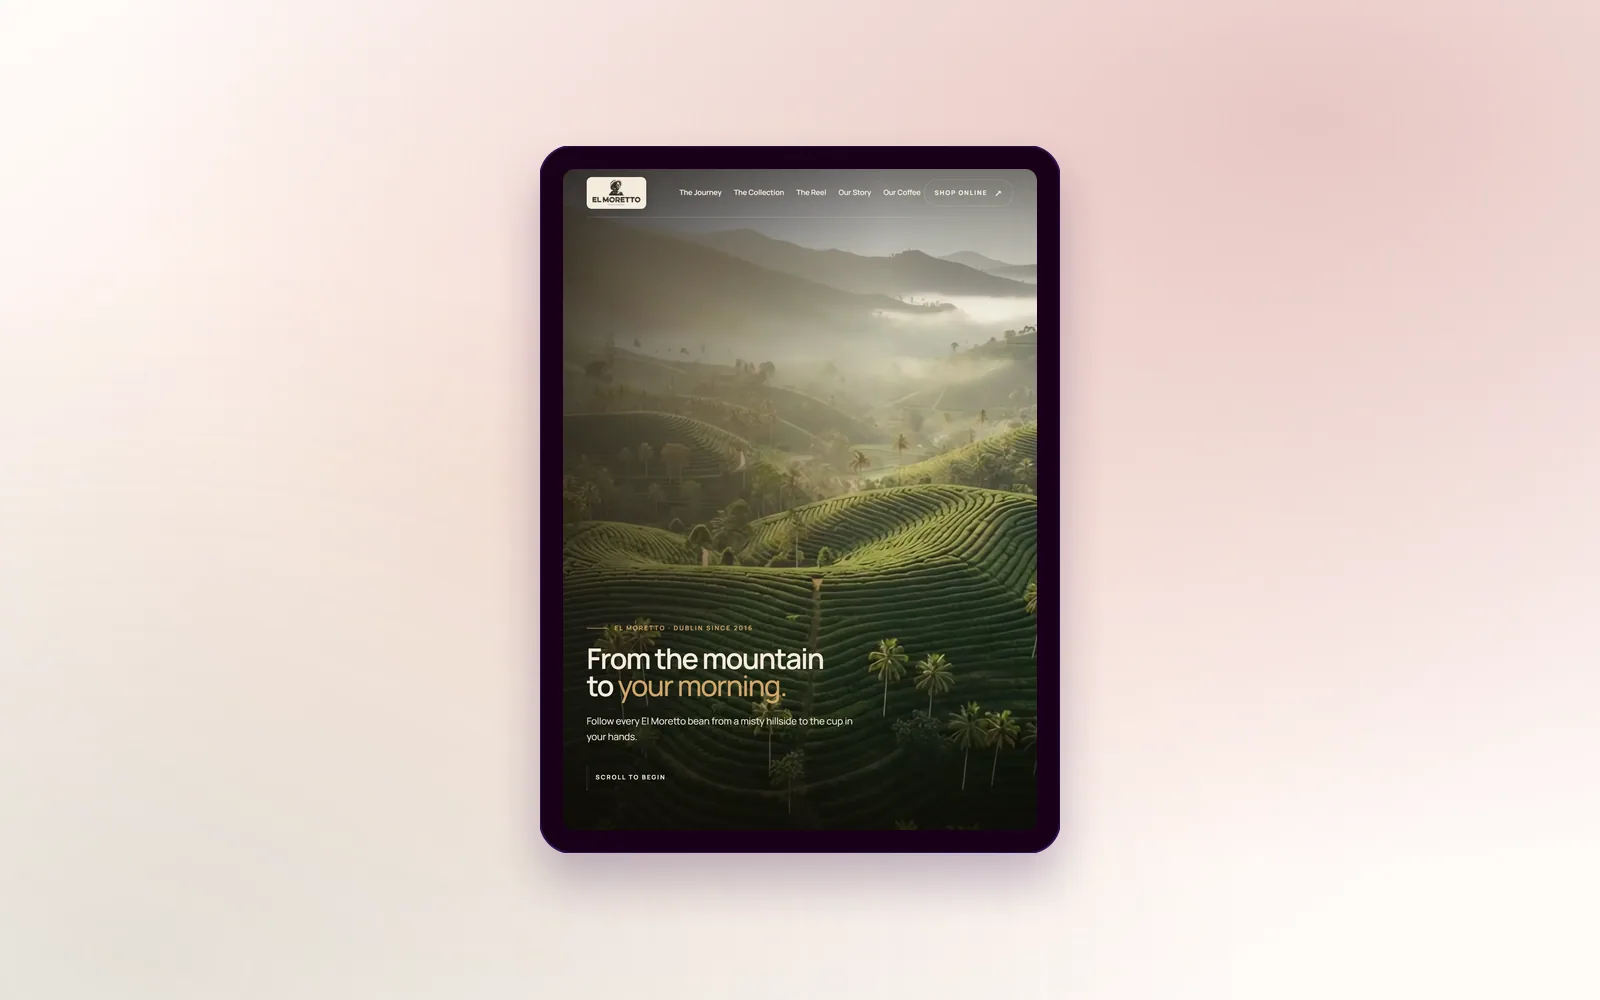 EL MORETTO
The Journey
The Collection
The Reel
Our Story
Our Coffee
SHOP ONLINE ↗
EL MORETTO · DUBLIN SINCE 2016
From the mountain
to your morning.
Follow every El Moretto bean from a misty hillside to the cup in
your hands.
SCROLL TO BEGIN